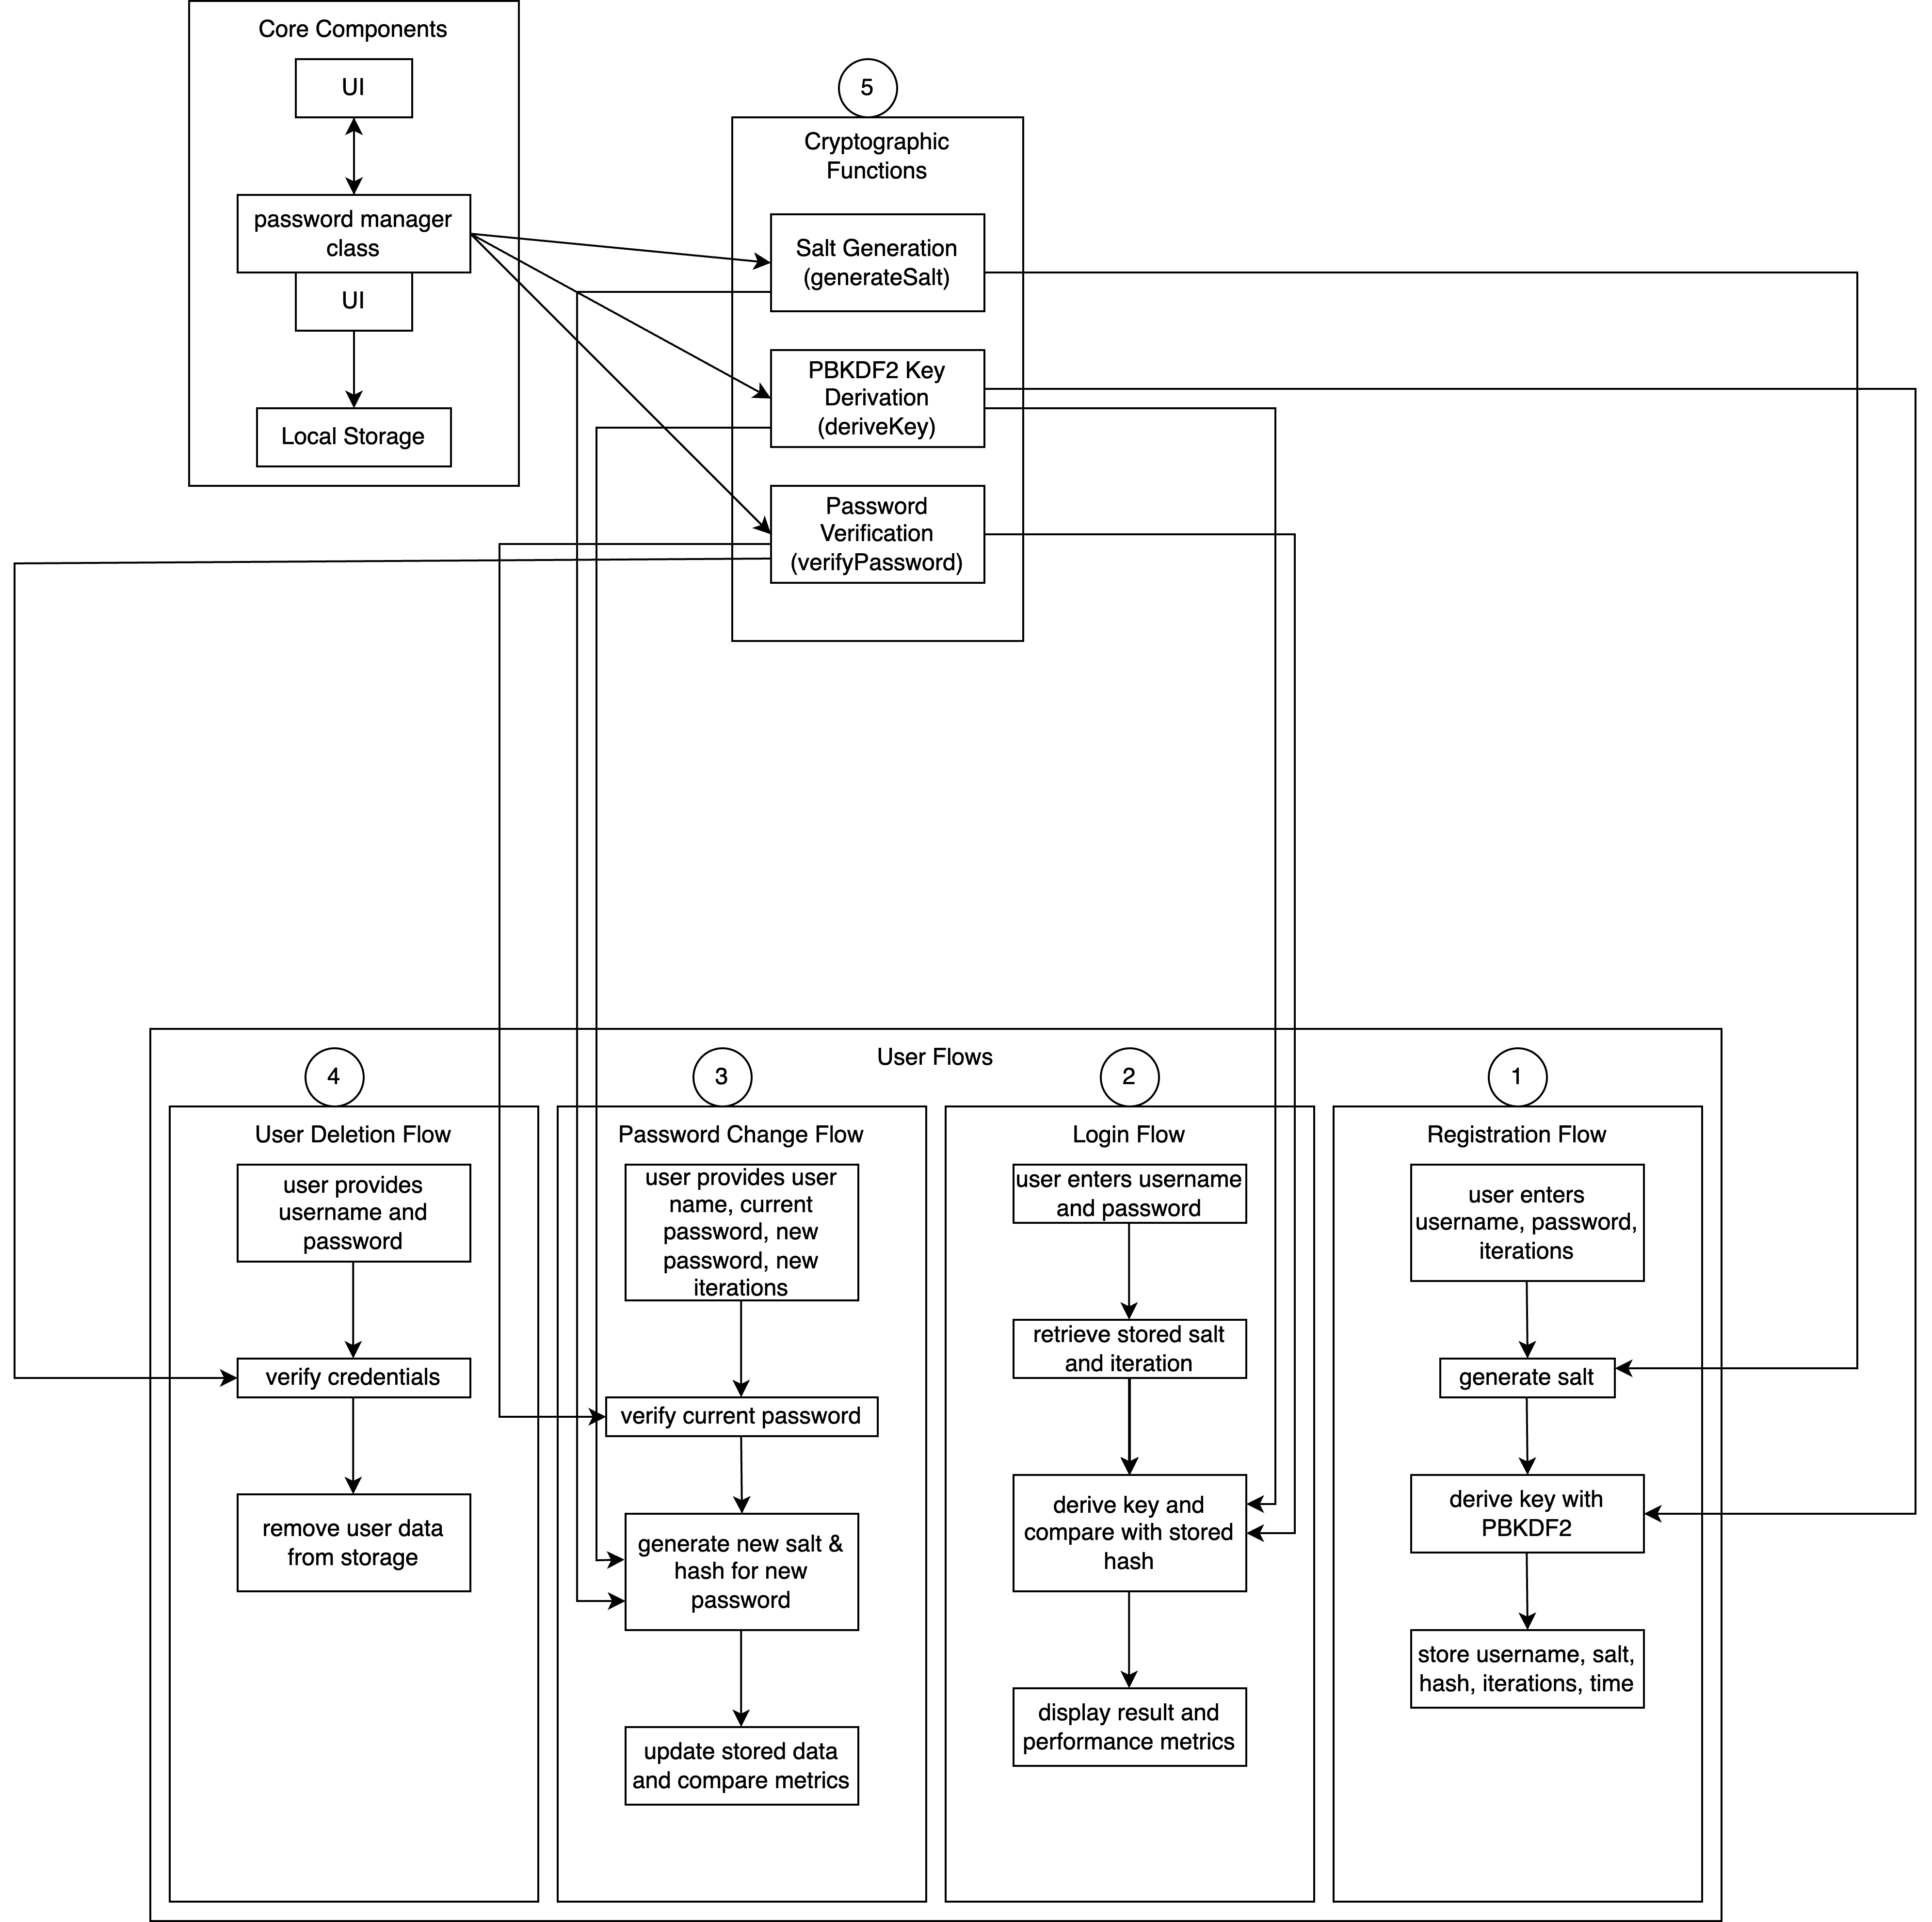 Core Components
UI
password manager
class
UI
Local Storage
5
Cryptographic
Functions
Salt Generation
(generateSalt)
PBKDF2 Key
Derivation
(deriveKey)
Password
Verification
(verifyPassword)
User Flows
4
User Deletion Flow
user provides
username and
password
verify credentials
remove user data
from storage
3
Password Change Flow
user provides user
name, current
password, new
password, new
iterations
verify current password
generate new salt &
hash for new
password
update stored data
and compare metrics
2
Login Flow
user enters username
and password
retrieve stored salt
and iteration
derive key and
compare with stored
hash
display result and
performance metrics
1
Registration Flow
user enters
username, password,
iterations
generate salt
derive key with
PBKDF2
store username, salt,
hash, iterations, time